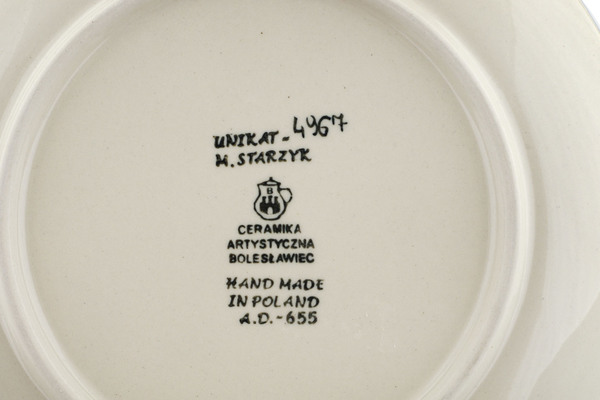 UNIKAT-4967
M. STARZYK
B
CERAMIKA
ARTYSTYCZNA
BOLESŁAWIEC
HAND MADE
IN POLAND
A.D.-655